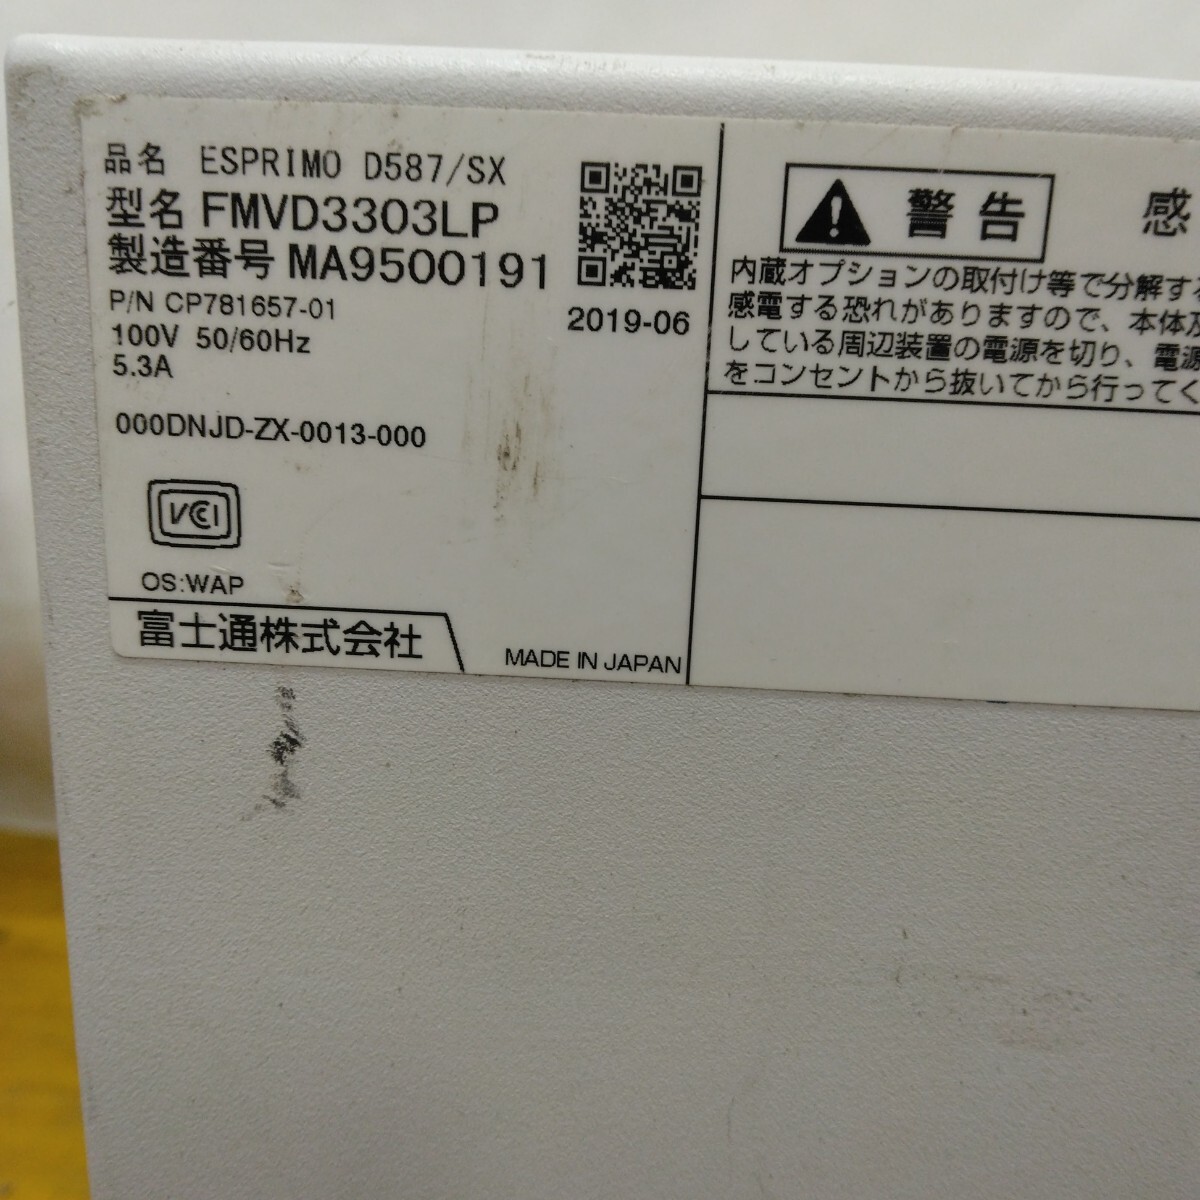 品名 ESPRIMO D587/SX
型名 FMVD3303LP
製造番号 MA9500191
P/N CP781657-01
100V 50/60Hz
5.3A
2019-06
000DNJD-ZX-0013-000
VCCI
OS:WAP
富士通株式会社
MADE IN JAPAN
警告 感
内蔵オプションの取付け等で分解する
感電する恐れがありますので、本体及
している周辺装置の電源を切り、電源
をコンセントから抜いてから行ってく